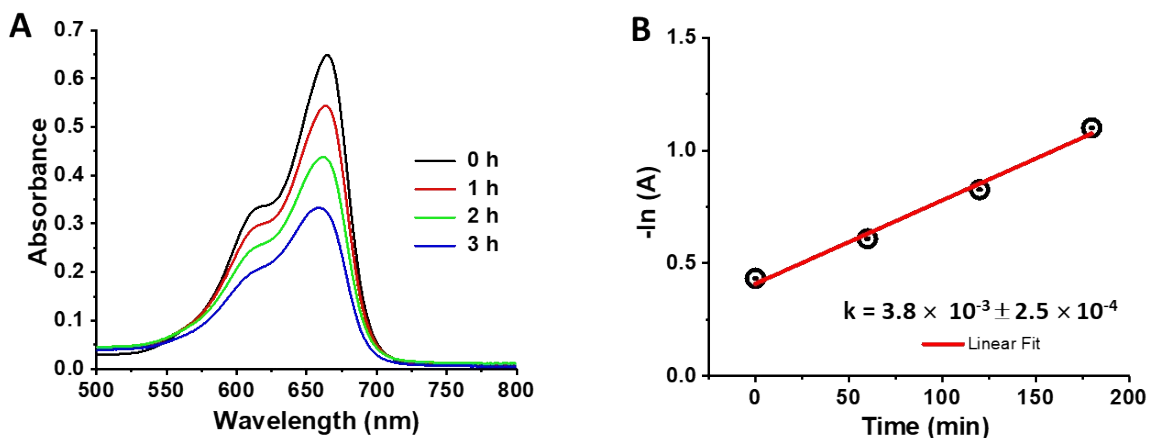 A
Absorbance
0.7
0.6
0.5
0.4
0.3
0.2
0.1
0.0
0 h
1 h
2 h
3 h
500 550 600 650 700 750 800
Wavelength (nm)
B
-ln (A)
1.5
1.0
0.5
0.0
k = 3.8 × 10⁻³ ± 2.5 × 10⁻⁴
Linear Fit
0 50 100 150 200
Time (min)